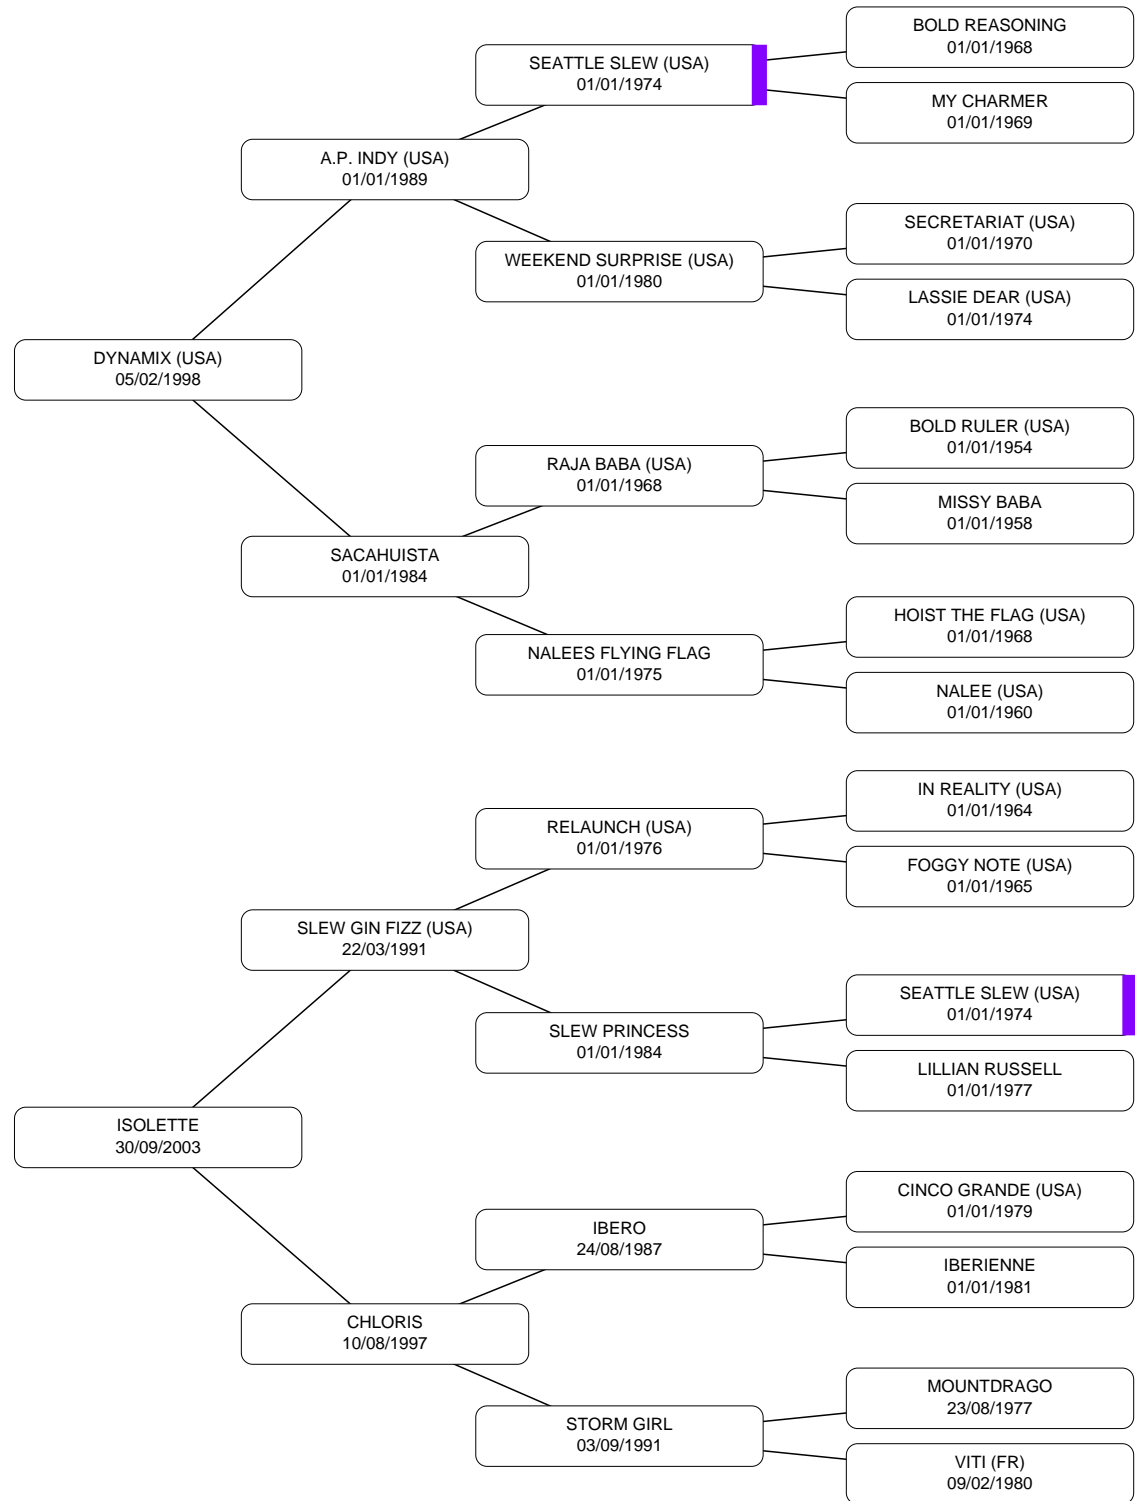 BOLD REASONING
01/01/1968
SEATTLE SLEW (USA)
01/01/1974
MY CHARMER
01/01/1969
A.P. INDY (USA)
01/01/1989
SECRETARIAT (USA)
01/01/1970
WEEKEND SURPRISE (USA)
01/01/1980
LASSIE DEAR (USA)
01/01/1974
DYNAMIX (USA)
05/02/1998
BOLD RULER (USA)
01/01/1954
RAJA BABA (USA)
01/01/1968
MISSY BABA
01/01/1958
SACAHUISTA
01/01/1984
HOIST THE FLAG (USA)
01/01/1968
NALEES FLYING FLAG
01/01/1975
NALEE (USA)
01/01/1960
IN REALITY (USA)
01/01/1964
RELAUNCH (USA)
01/01/1976
FOGGY NOTE (USA)
01/01/1965
SLEW GIN FIZZ (USA)
22/03/1991
SEATTLE SLEW (USA)
01/01/1974
SLEW PRINCESS
01/01/1984
LILLIAN RUSSELL
01/01/1977
ISOLETTE
30/09/2003
CINCO GRANDE (USA)
01/01/1979
IBERO
24/08/1987
IBERIENNE
01/01/1981
CHLORIS
10/08/1997
MOUNTDRAGO
23/08/1977
STORM GIRL
03/09/1991
VITI (FR)
09/02/1980